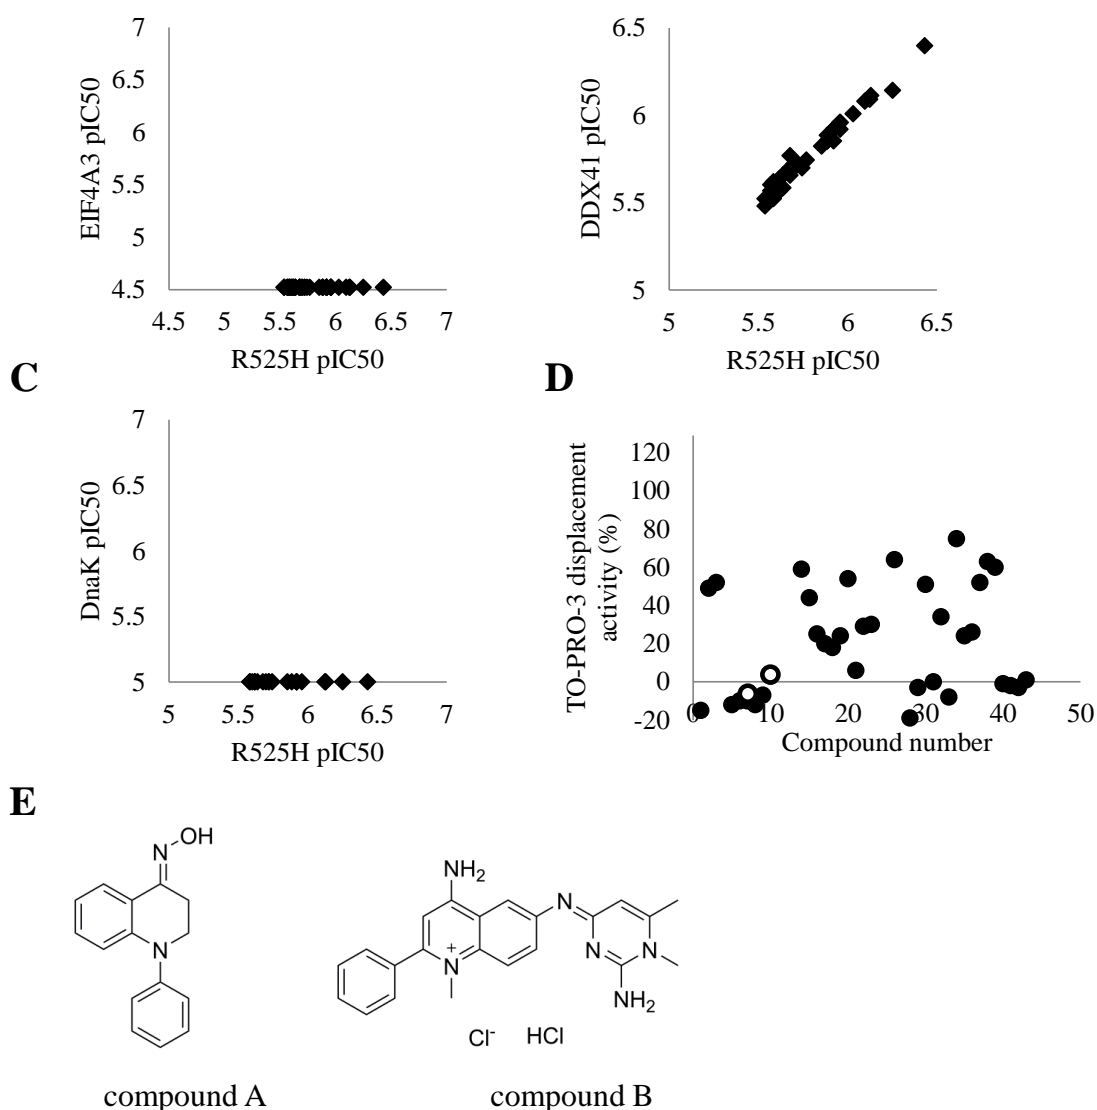 7
6.5
6
5.5
5
4.5
4.5 5 5.5 6 6.5 7
EIF4A3 pIC50
R525H pIC50
6.5
6
5.5
5
5 5.5 6 6.5
DDX41 pIC50
R525H pIC50
C
7
6.5
6
5.5
5
5 5.5 6 6.5 7
DnaK pIC50
R525H pIC50
D
120
100
80
60
40
20
0
-20
0 10 20 30 40 50
TO-PRO-3 displacement
activity (%)
Compound number
E
OH
N
N
compound A
NH2
N
N
+
N
N
NH2
Cl-
HCl
compound B